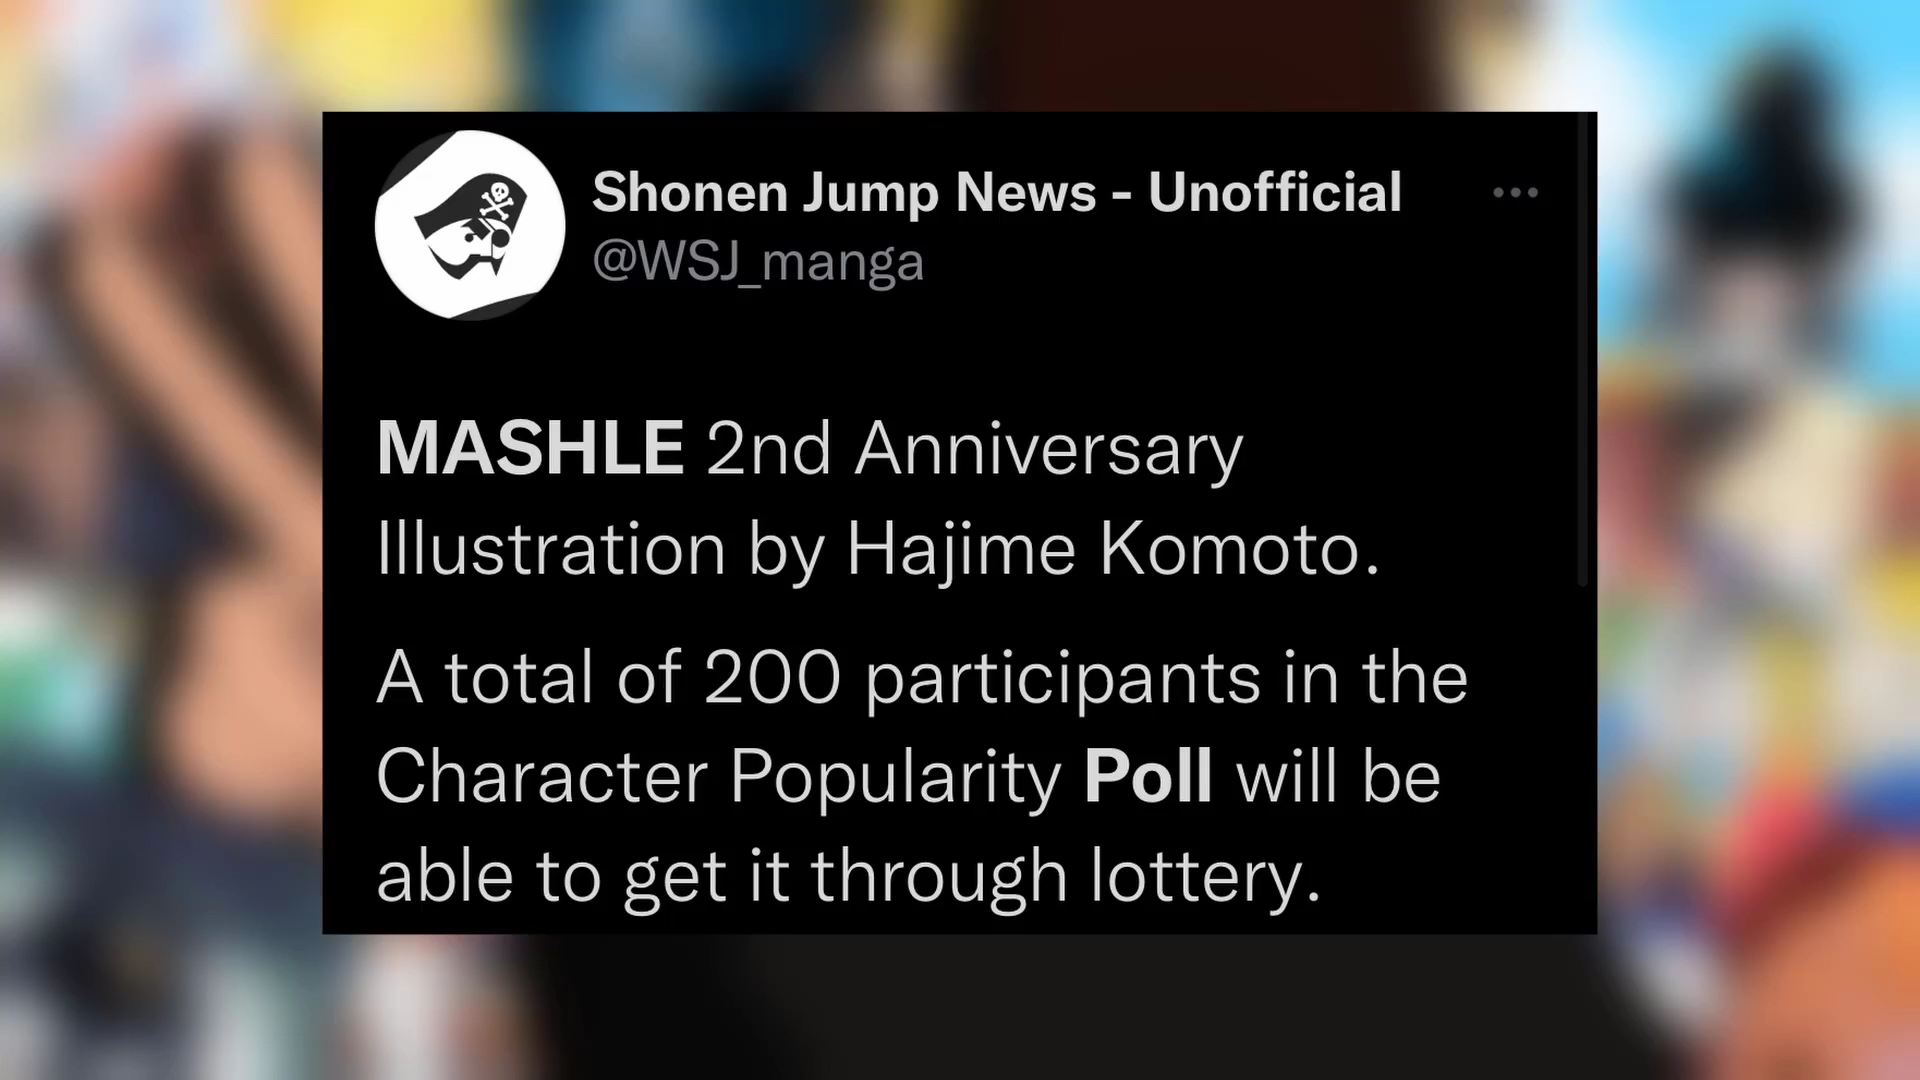 Shonen Jump News - Unofficial
@WSJ_manga
MASHLE 2nd Anniversary
Illustration by Hajime Komoto.
A total of 200 participants in the
Character Popularity Poll will be
able to get it through lottery.